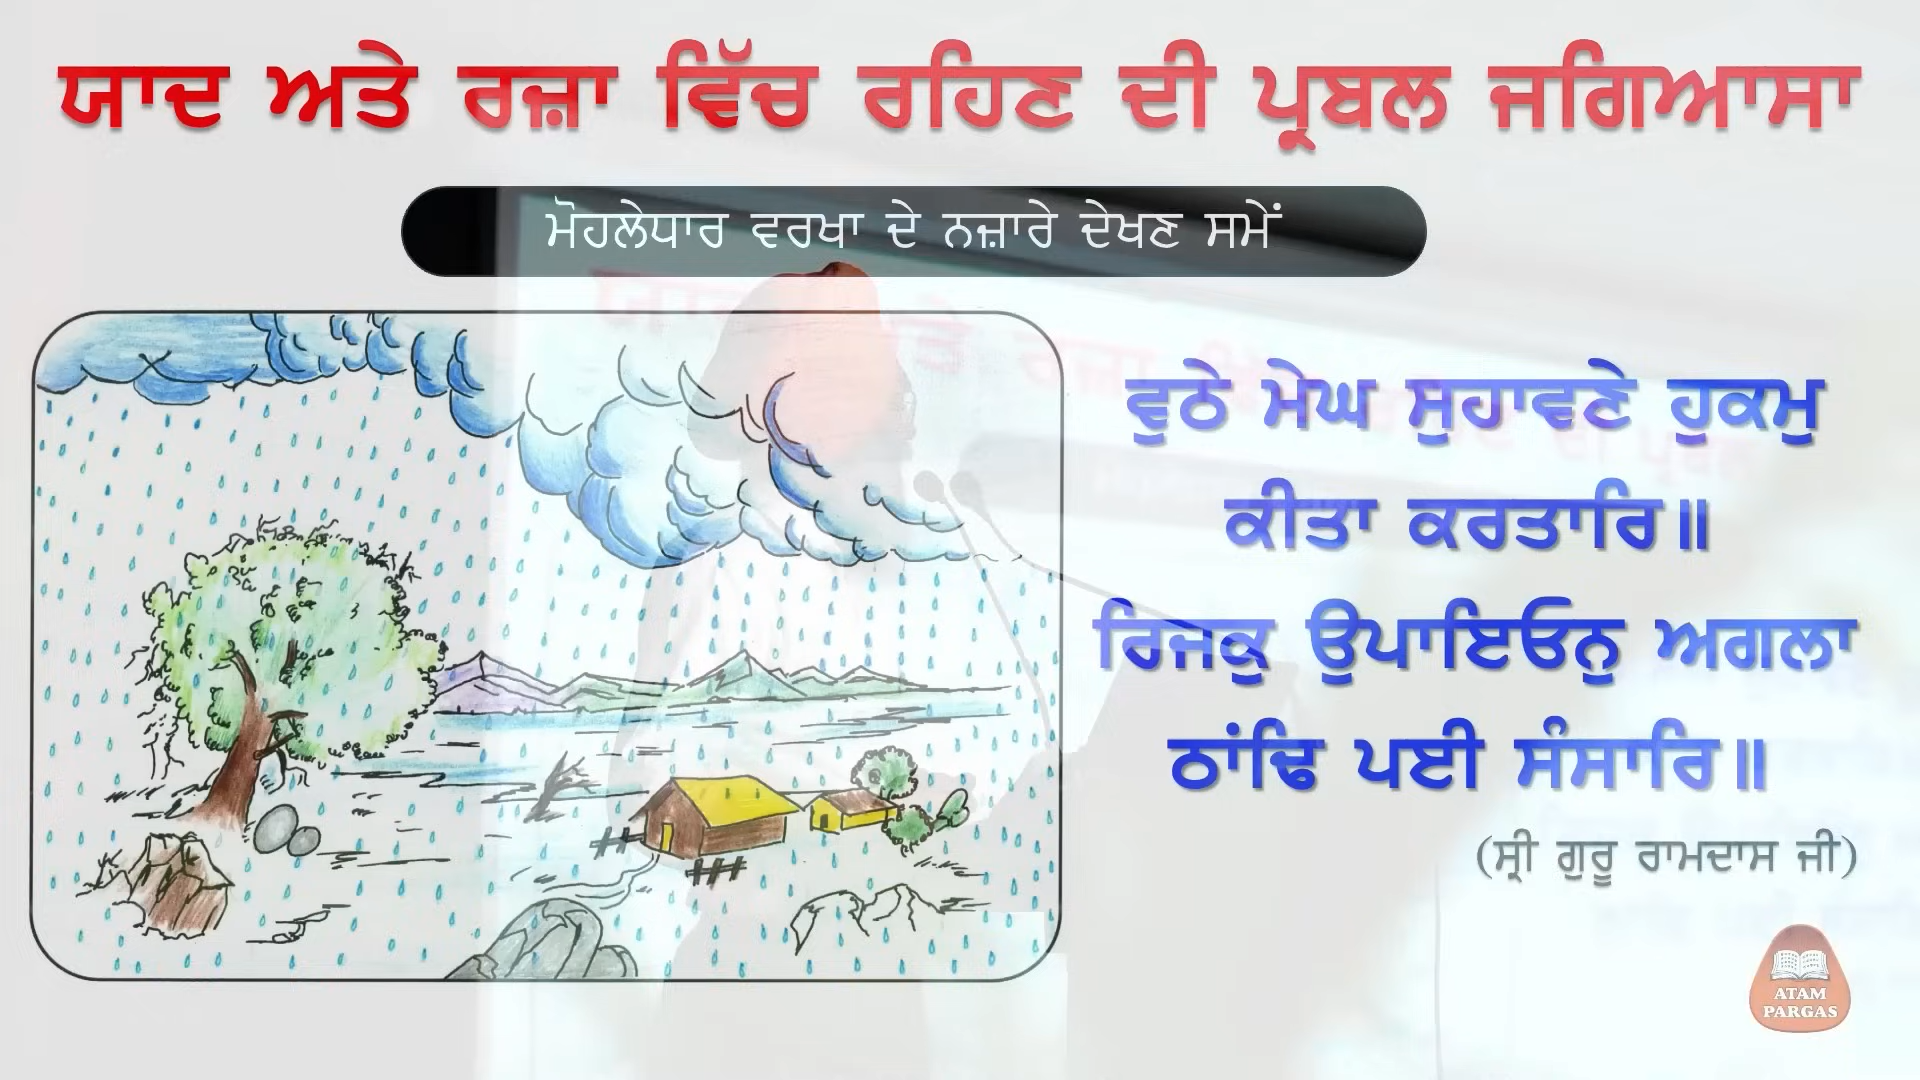 ਯਾਦ ਅਤੇ ਰਜ਼ਾ ਵਿੱਚ ਰਹਿਣ ਦੀ ਪ੍ਰਬਲ ਜਗਿਆਸਾ
ਮੋਹਲੇਧਾਰ ਵਰਖਾ ਦੇ ਨਜ਼ਾਰੇ ਦੇਖਣ ਸਮੇਂ
ਵੁਠੇ ਮੇਘ ਸੁਹਾਵਣੇ ਹੁਕਮੁ
ਕੀਤਾ ਕਰਤਾਰਿ॥
ਰਿਜਕੁ ਉਪਾਇਓਨੁ ਅਗਲਾ
ਠਾਂਢਿ ਪਈ ਸੰਸਾਰਿ॥
(ਸ੍ਰੀ ਗੁਰੂ ਰਾਮਦਾਸ ਜੀ)
ATAM
PARGAS